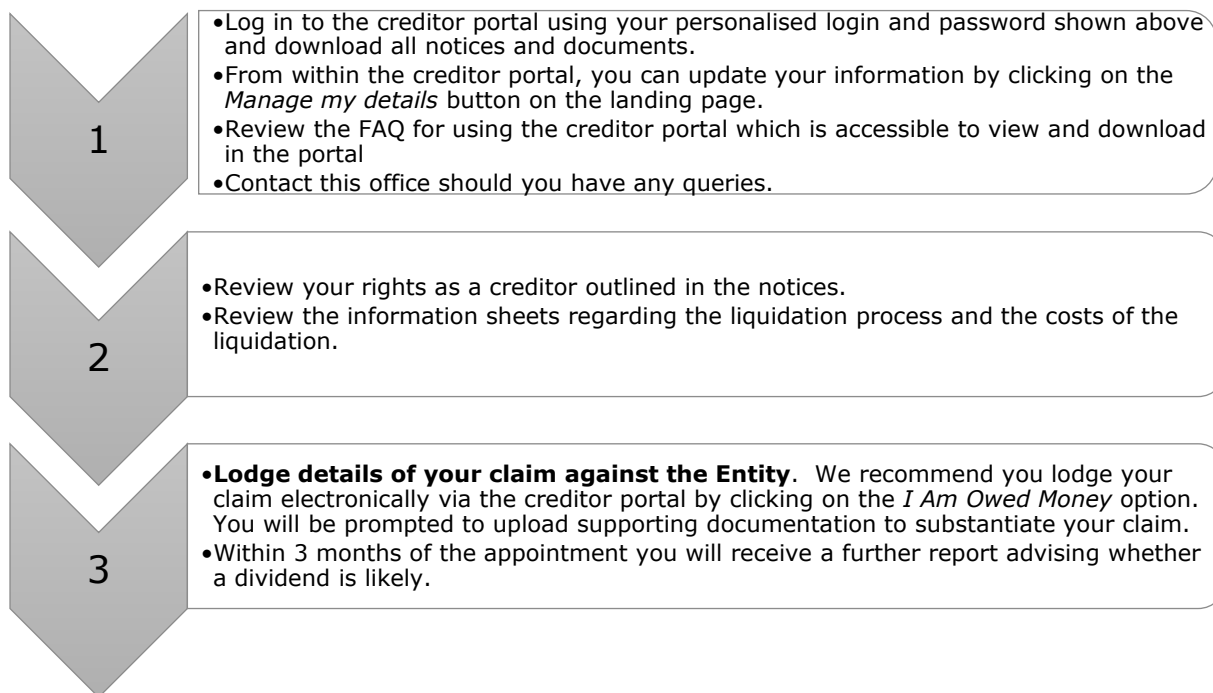 1
•Log in to the creditor portal using your personalised login and password shown above
and download all notices and documents.
•From within the creditor portal, you can update your information by clicking on the
Manage my details button on the landing page.
•Review the FAQ for using the creditor portal which is accessible to view and download
in the portal
•Contact this office should you have any queries.
2
•Review your rights as a creditor outlined in the notices.
•Review the information sheets regarding the liquidation process and the costs of the
liquidation.
3
•Lodge details of your claim against the Entity.  We recommend you lodge your
claim electronically via the creditor portal by clicking on the I Am Owed Money option.
You will be prompted to upload supporting documentation to substantiate your claim.
•Within 3 months of the appointment you will receive a further report advising whether
a dividend is likely.